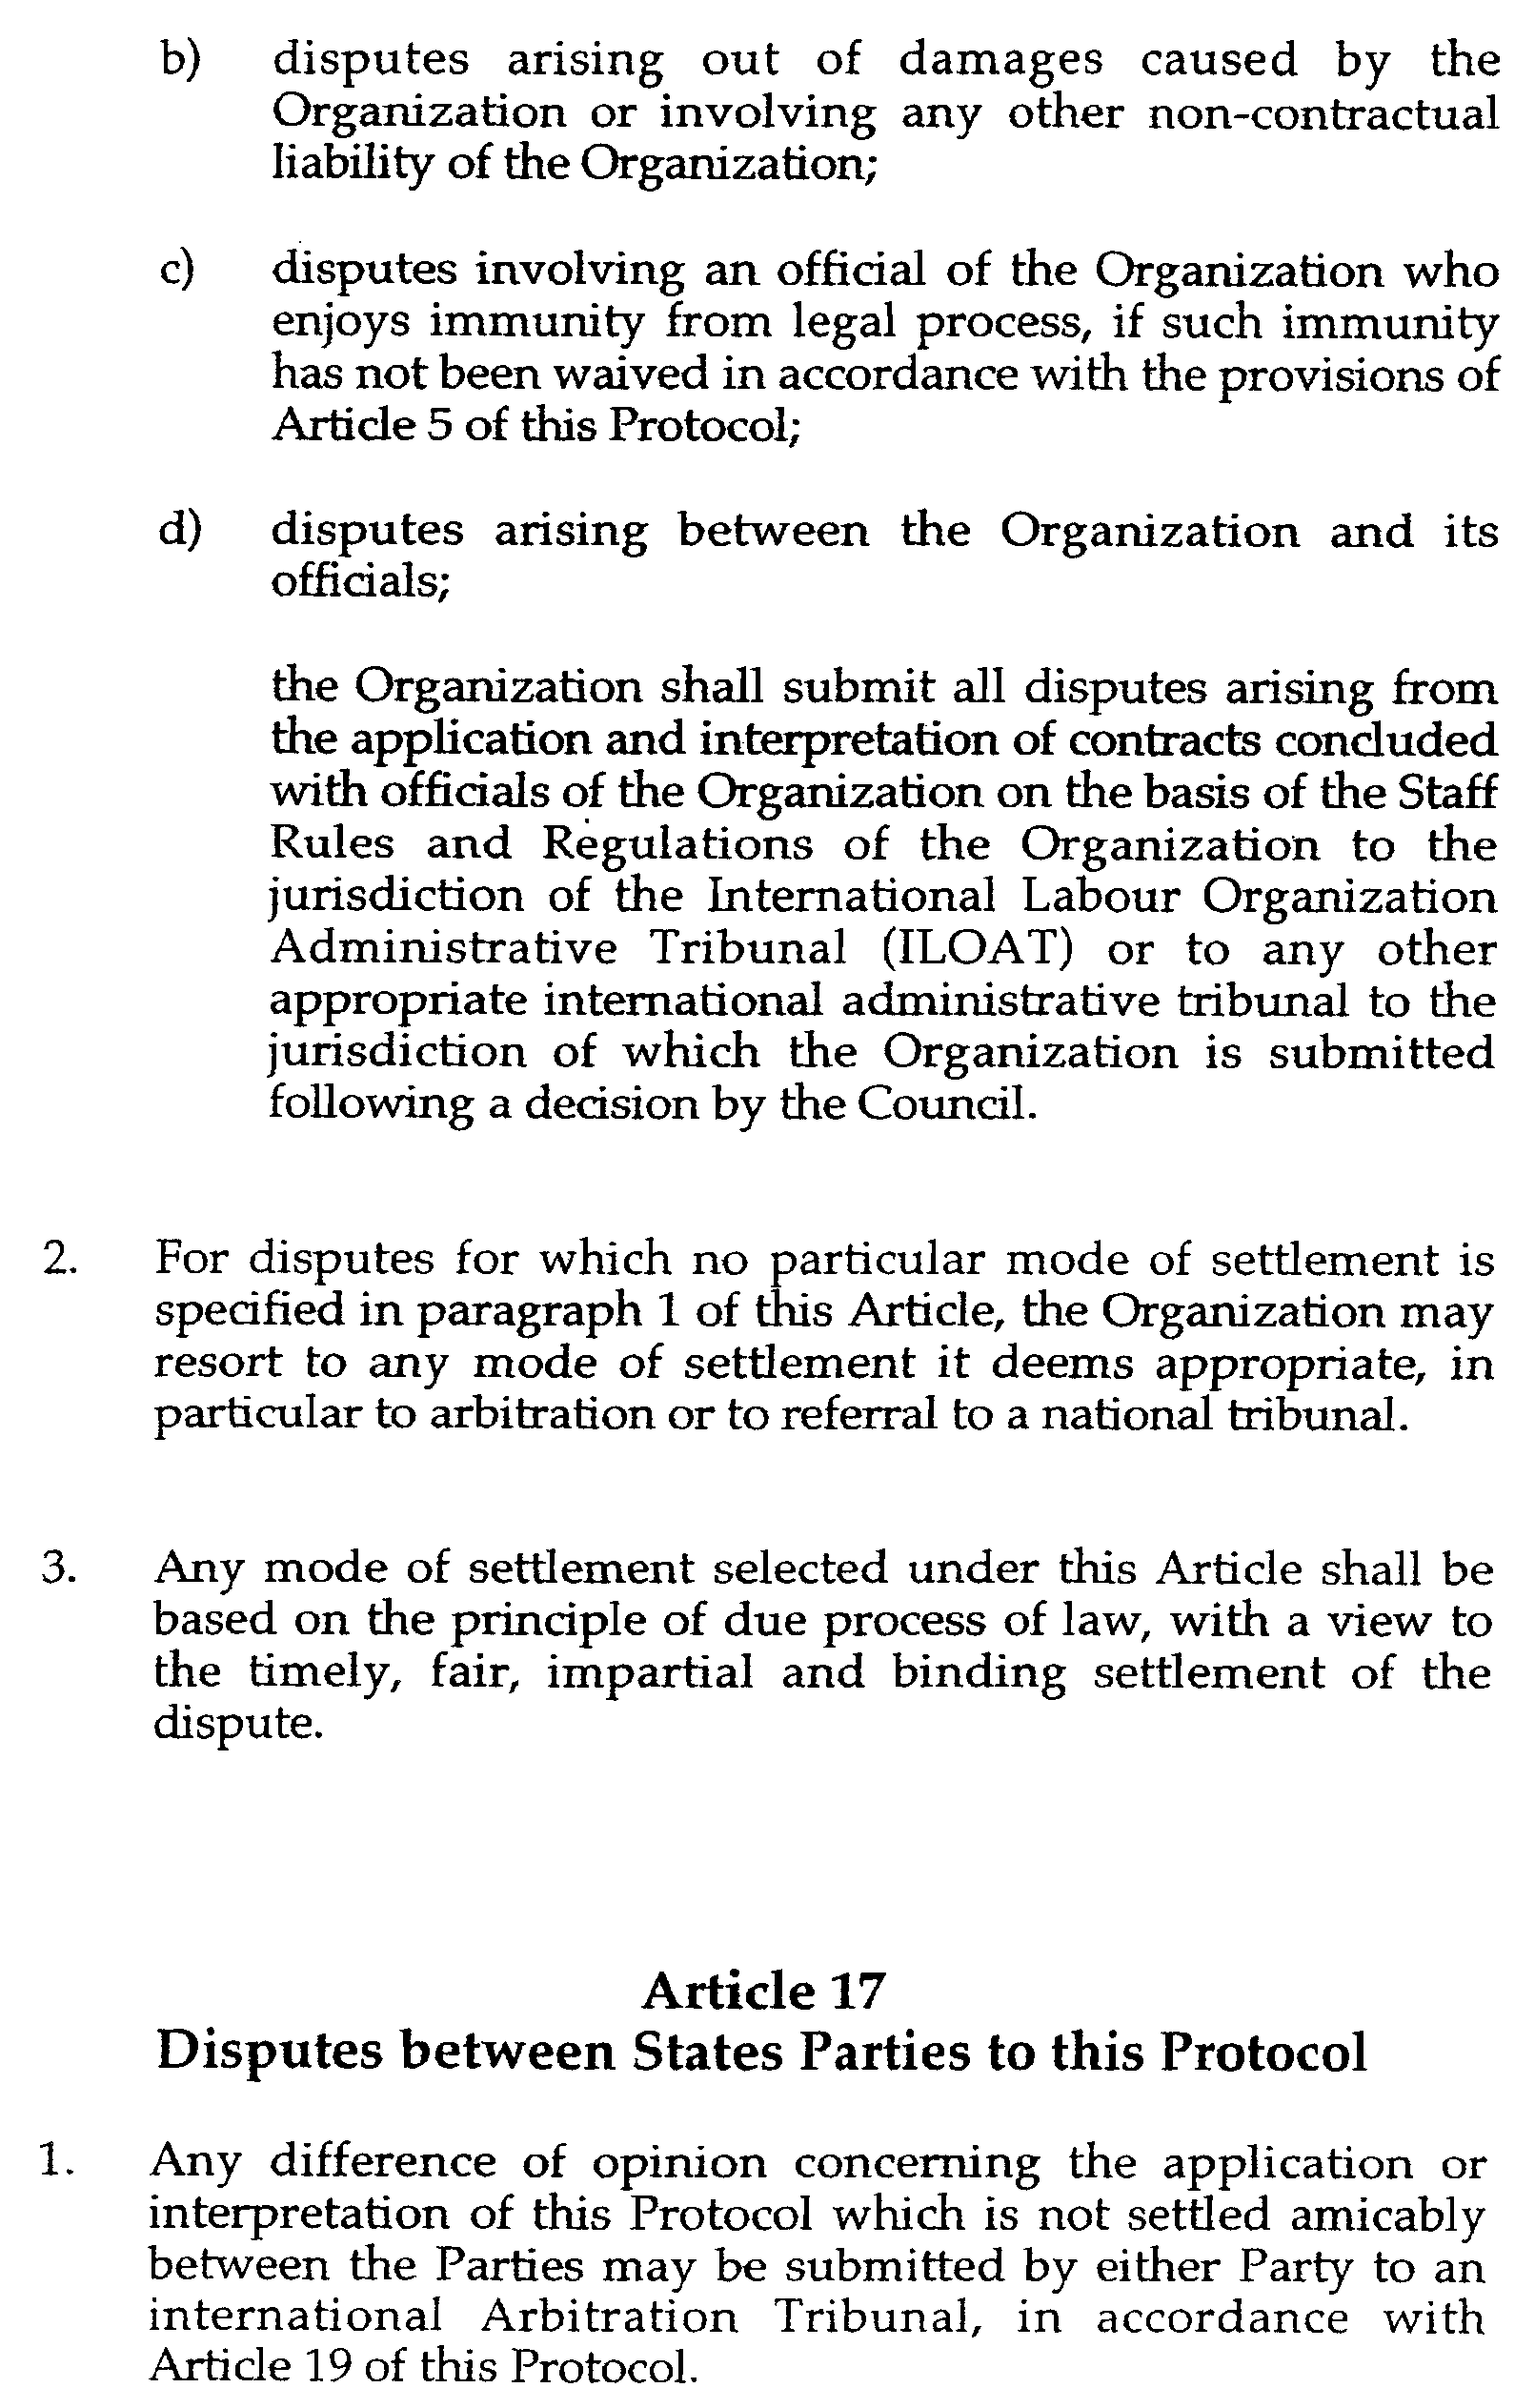 b) disputes arising out of damages caused by the
Organization or involving any other non-contractual
liability of the Organization;
c) disputes involving an official of the Organization who
enjoys immunity from legal process, if such immunity
has not been waived in accordance with the provisions of
Article 5 of this Protocol;
d) disputes arising between the Organization and its
officials;
the Organization shall submit all disputes arising from
the application and interpretation of contracts concluded
with officials of the Organization on the basis of the Staff
Rules and Regulations of the Organization to the
jurisdiction of the International Labour Organization
Administrative Tribunal (ILOAT) or to any other
appropriate international administrative tribunal to the
jurisdiction of which the Organization is submitted
following a decision by the Council.
2. For disputes for which no particular mode of settlement is
specified in paragraph 1 of this Article, the Organization may
resort to any mode of settlement it deems appropriate, in
particular to arbitration or to referral to a national tribunal.
3. Any mode of settlement selected under this Article shall be
based on the principle of due process of law, with a view to
the timely, fair, impartial and binding settlement of the
dispute.
Article 17
Disputes between States Parties to this Protocol
1. Any difference of opinion concerning the application or
interpretation of this Protocol which is not settled amicably
between the Parties may be submitted by either Party to an
international Arbitration Tribunal, in accordance with
Article 19 of this Protocol.